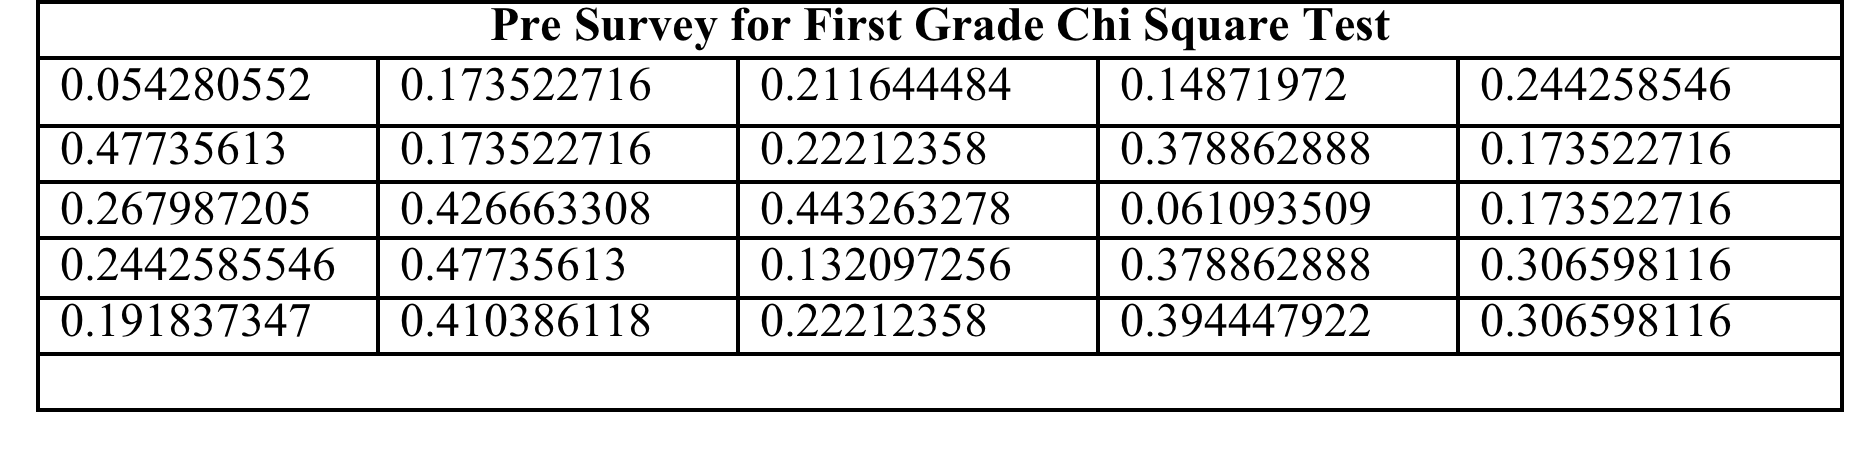 Pre Survey for First Grade Chi Square Test
0.054280552 0.173522716 0.211644484 0.14871972 0.244258546
0.47735613 0.173522716 0.22212358 0.378862888 0.173522716
0.267987205 0.426663308 0.443263278 0.061093509 0.173522716
0.2442585546 0.47735613 0.132097256 0.378862888 0.306598116
0.191837347 0.410386118 0.22212358 0.394447922 0.306598116